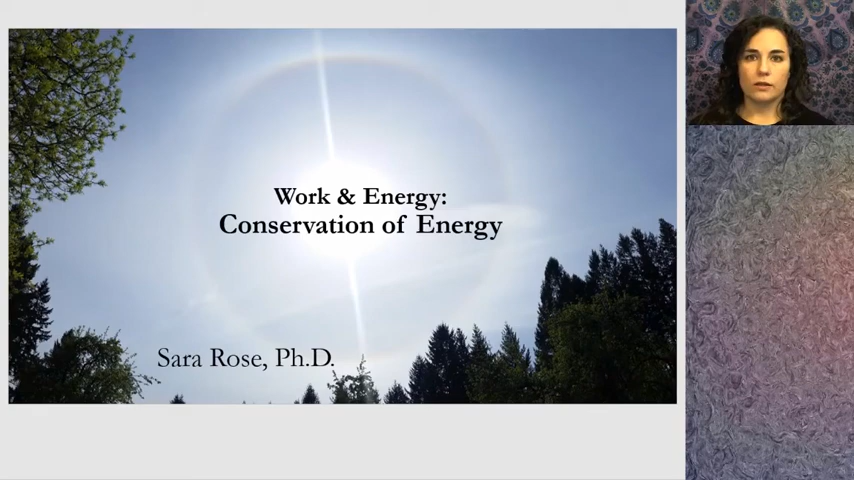 Work & Energy:
Conservation of Energy
Sara Rose, Ph.D.